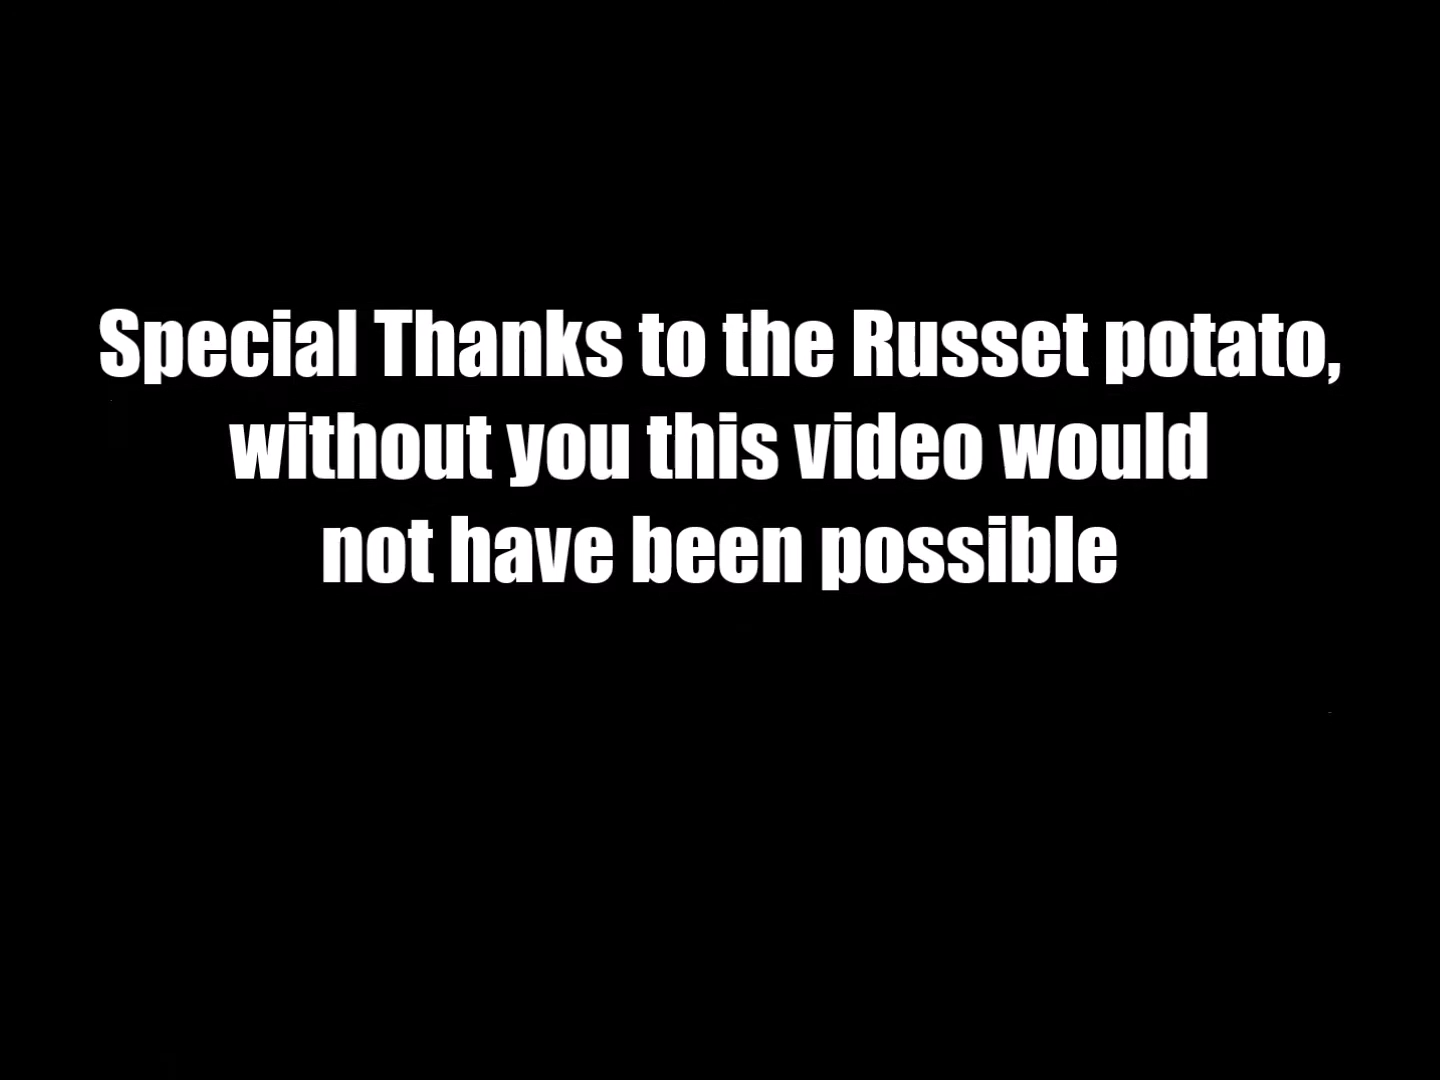 Special Thanks to the Russet potato,
without you this video would
not have been possible